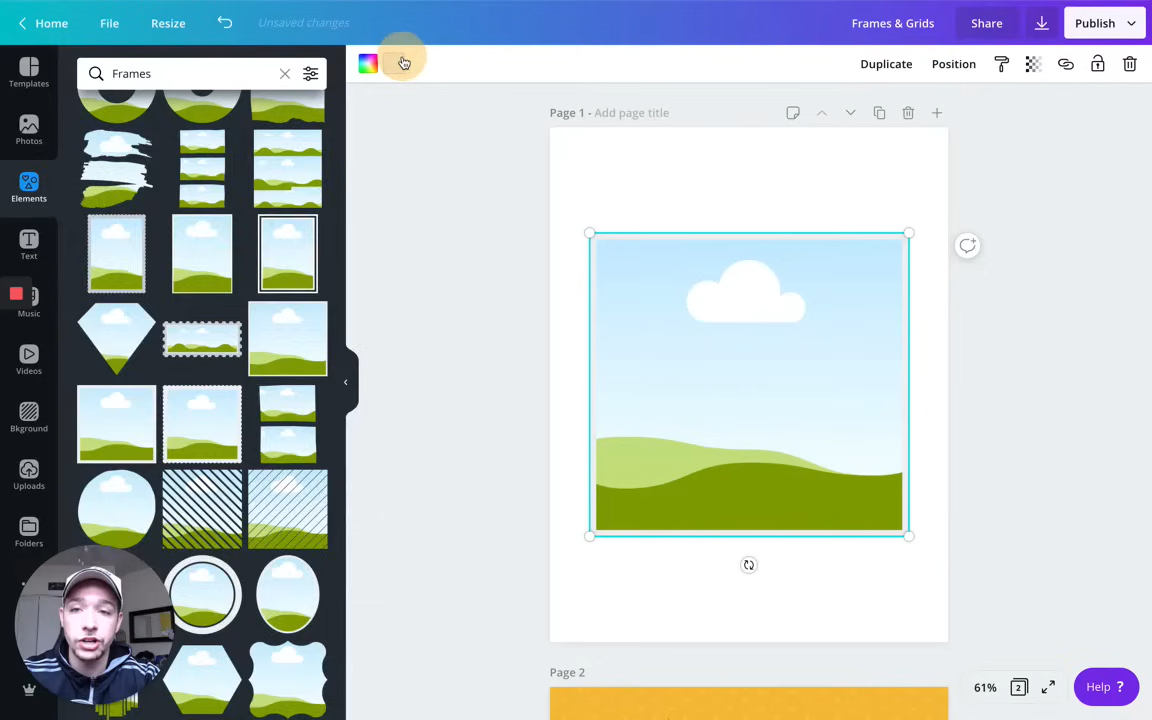 Home
File
Resize
Unsaved changes
Frames & Grids
Share
Publish
Templates
Photos
Elements
Text
Music
Videos
Bkground
Uploads
Folders
Frames
Duplicate
Position
Page 1 - Add page title
Page 2
61%
2
Help ?